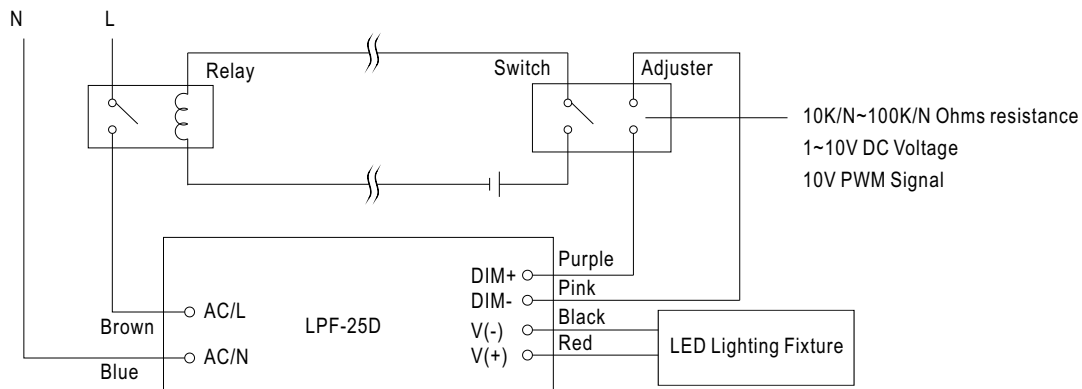 N
L
Relay
Switch
Adjuster
10K/N~100K/N Ohms resistance
1~10V DC Voltage
10V PWM Signal
Purple
DIM+
Pink
DIM-
Black
V(-)
Red
V(+)
AC/L
Brown
LPF-25D
AC/N
Blue
LED Lighting Fixture